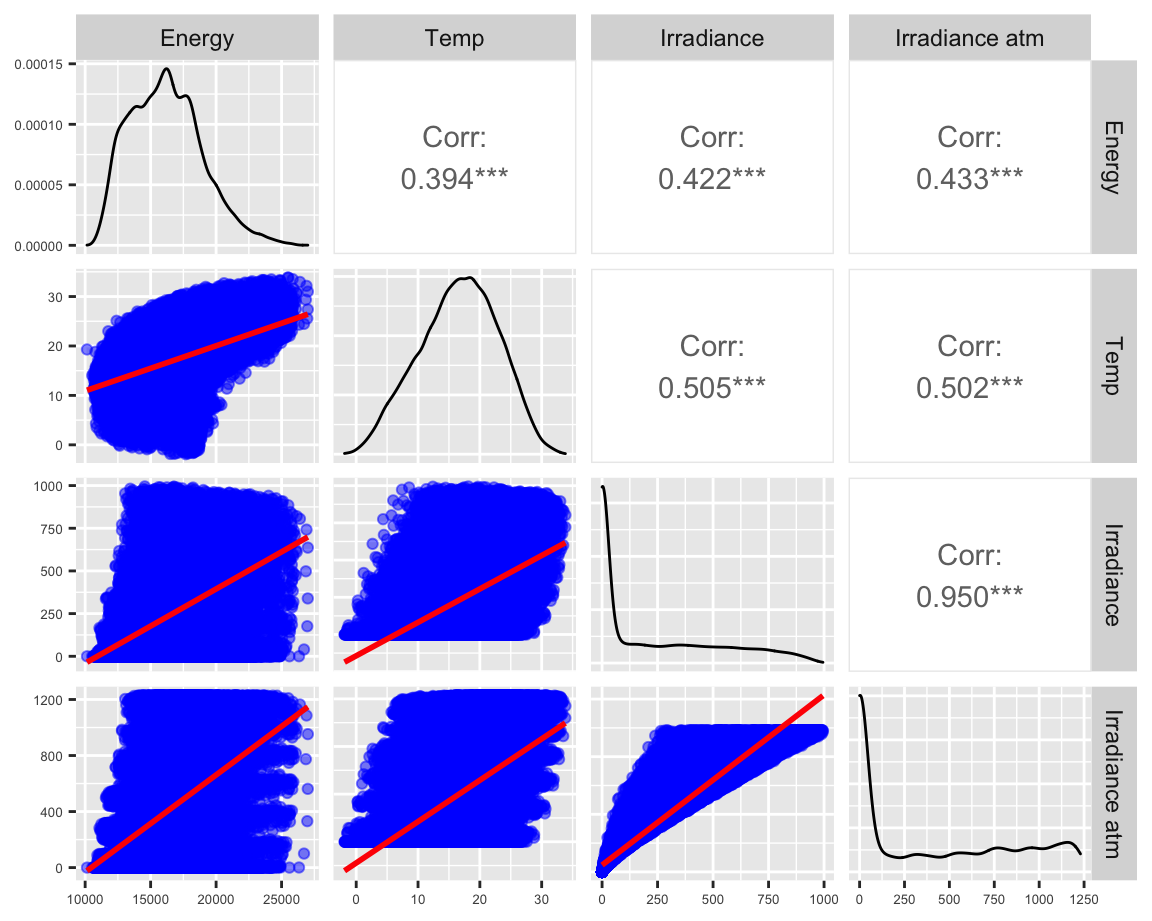 Energy Temp Irradiance Irradiance atm
0.00015
0.00010
0.00005
0.00000
Corr:
0.394***
Corr:
0.422***
Corr:
0.433***
Energy
30
20
10
0
Corr:
0.505***
Corr:
0.502***
Temp
1000
750
500
250
0
Corr:
0.950***
Irradiance
1200
800
400
0
Irradiance atm
10000 15000 20000 25000
0 10 20 30
0 250 500 750 1000
0 250 500 750 1000 1250